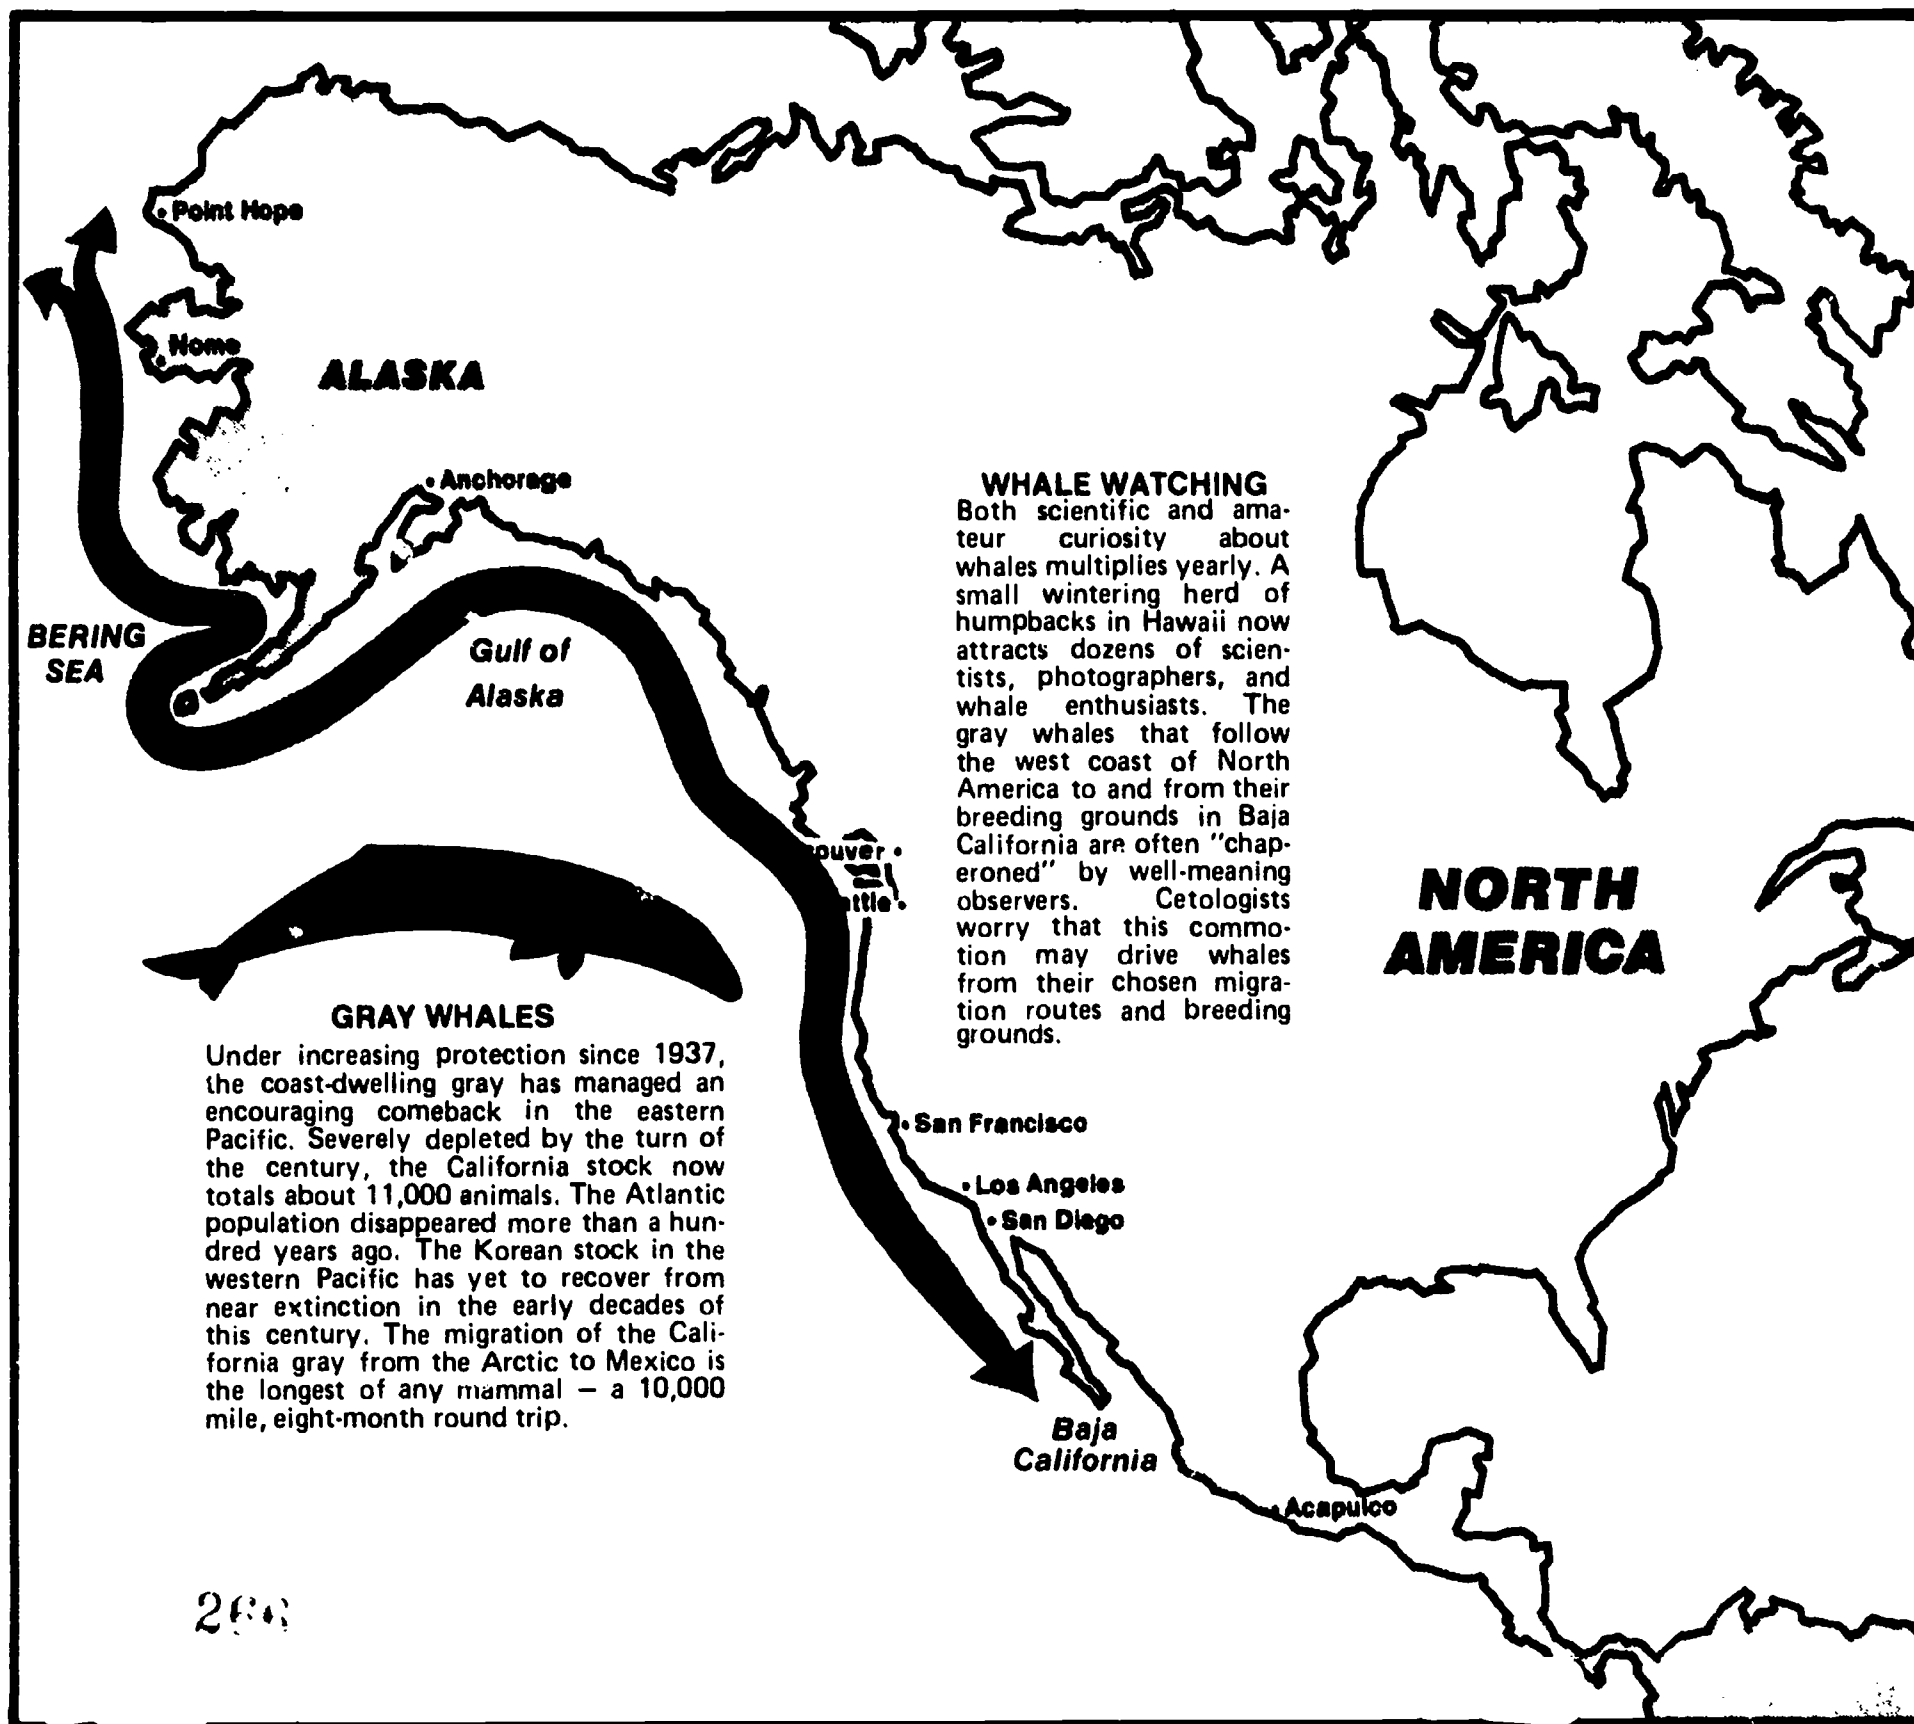 Point Hope
Nome
ALASKA
Anchorage
BERING
SEA
Gulf of
Alaska
WHALE WATCHING
Both scientific and ama-
teur curiosity about
whales multiplies yearly. A
small wintering herd of
humpbacks in Hawaii now
attracts dozens of scien-
tists, photographers, and
whale enthusiasts. The
gray whales that follow
the west coast of North
America to and from their
breeding grounds in Baja
California are often "chap-
eroned" by well-meaning
observers. Cetologists
worry that this commo-
tion may drive whales
from their chosen migra-
tion routes and breeding
grounds.
ouver
attle
NORTH
AMERICA
GRAY WHALES
Under increasing protection since 1937,
the coast-dwelling gray has managed an
encouraging comeback in the eastern
Pacific. Severely depleted by the turn of
the century, the California stock now
totals about 11,000 animals. The Atlantic
population disappeared more than a hun-
dred years ago. The Korean stock in the
western Pacific has yet to recover from
near extinction in the early decades of
this century. The migration of the Cali-
fornia gray from the Arctic to Mexico is
the longest of any mammal — a 10,000
mile, eight-month round trip.
San Francisco
Los Angeles
San Diego
Baja
California
Acapulco